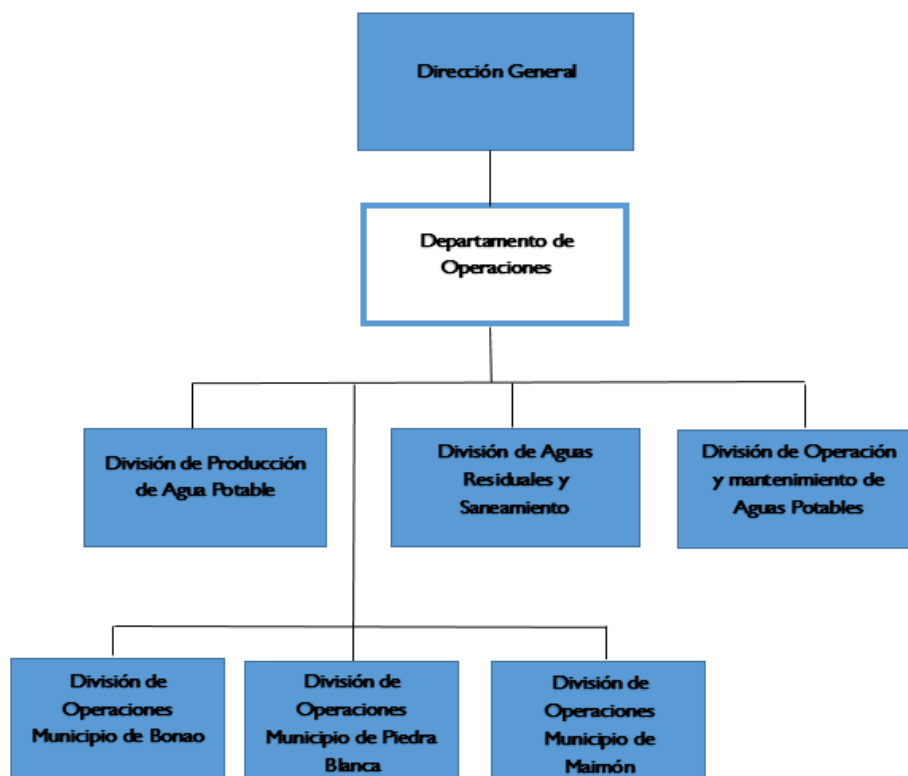 Dirección General
Departamento de
Operaciones
División de Producción
de Agua Potable
División de Aguas
Residuales y
Saneamiento
División de Operación
y mantenimiento de
Aguas Potables
División de
Operaciones
Municipio de Bonao
División de
Operaciones
Municipio de Piedra
Blanca
División de
Operaciones
Municipio de
Maimón